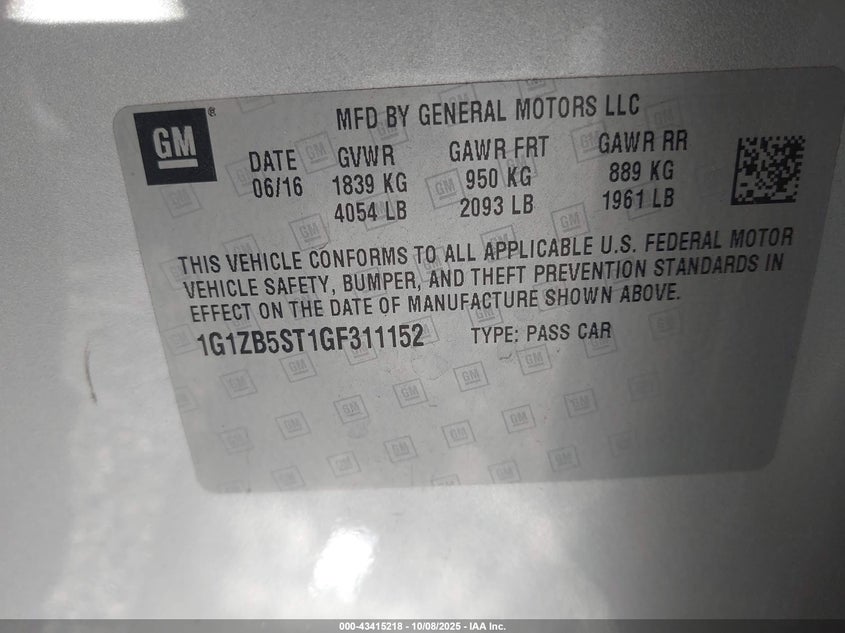 GM ®
MFD BY GENERAL MOTORS LLC
DATE GVWR GAWR FRT GAWR RR
06/16 1839 KG 950 KG 889 KG
4054 LB 2093 LB 1961 LB
THIS VEHICLE CONFORMS TO ALL APPLICABLE U.S. FEDERAL MOTOR
VEHICLE SAFETY, BUMPER, AND THEFT PREVENTION STANDARDS IN
EFFECT ON THE DATE OF MANUFACTURE SHOWN ABOVE.
1G1ZB5ST1GF311152 TYPE: PASS CAR
000-43415218 - 10/08/2025 - IAA Inc.